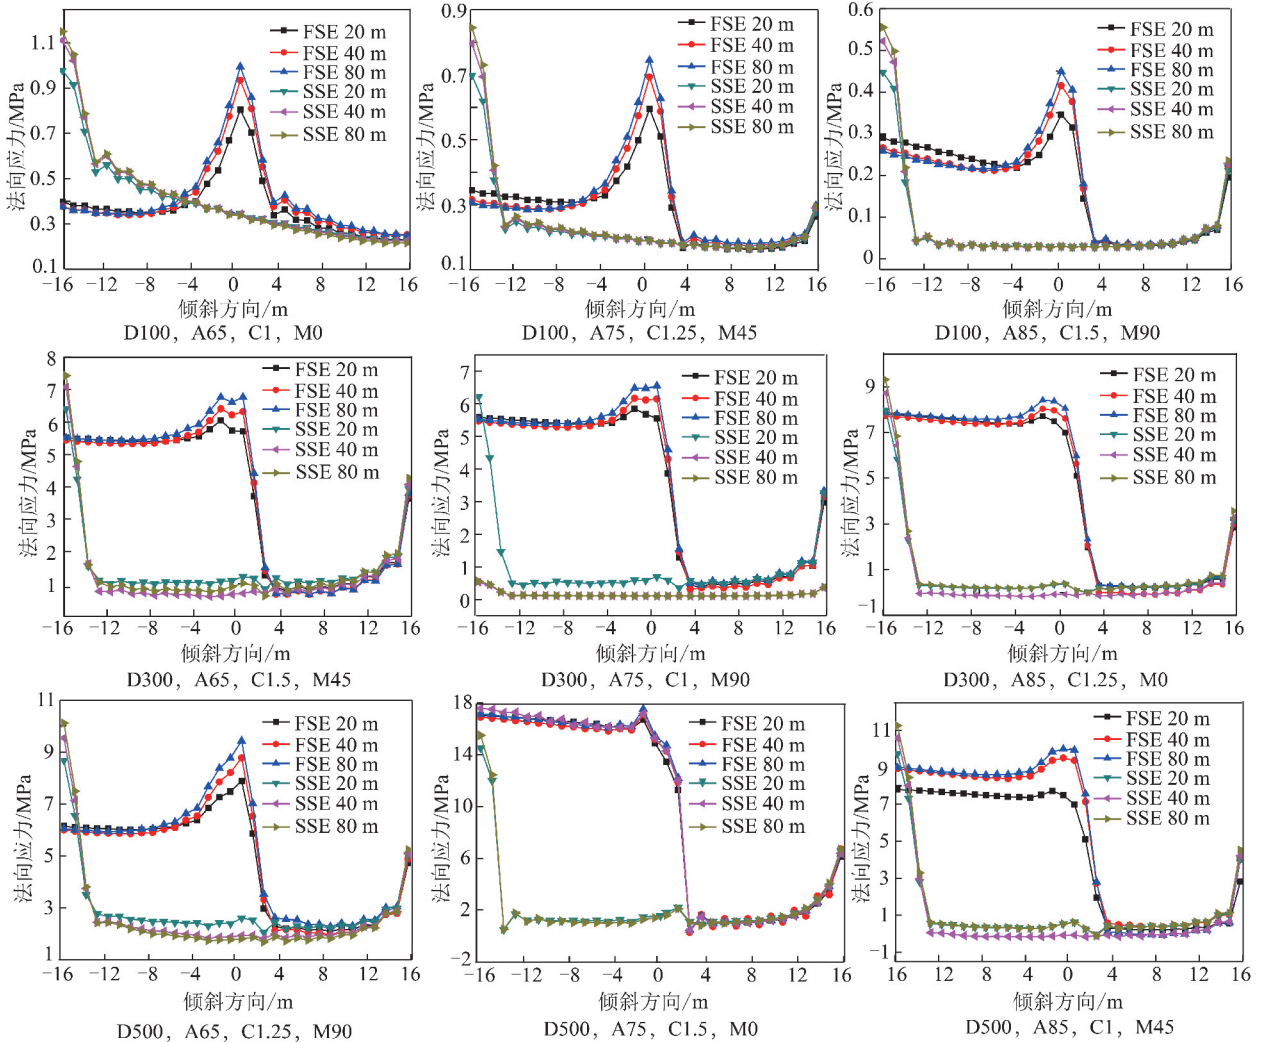 法向应力/MPa
1.1
0.9
0.7
0.5
0.3
0.1
FSE 20 m
FSE 40 m
FSE 80 m
SSE 20 m
SSE 40 m
SSE 80 m
-16 -12 -8 -4 0 4 8 12 16
倾斜方向/m
D100, A65, C1, M0
法向应力/MPa
0.9
0.7
0.5
0.3
0.1
FSE 20 m
FSE 40 m
FSE 80 m
SSE 20 m
SSE 40 m
SSE 80 m
-16 -12 -8 -4 0 4 8 12 16
倾斜方向/m
D100, A75, C1.25, M45
法向应力/MPa
0.6
0.5
0.4
0.3
0.2
0.1
0
FSE 20 m
FSE 40 m
FSE 80 m
SSE 20 m
SSE 40 m
SSE 80 m
-16 -12 -8 -4 0 4 8 12 16
倾斜方向/m
D100, A85, C1.5, M90
法向应力/MPa
8
7
6
5
4
3
2
1
FSE 20 m
FSE 40 m
FSE 80 m
SSE 20 m
SSE 40 m
SSE 80 m
-16 -12 -8 -4 0 4 8 12 16
倾斜方向/m
D300, A65, C1.5, M45
法向应力/MPa
7
6
5
4
3
2
1
0
FSE 20 m
FSE 40 m
FSE 80 m
SSE 20 m
SSE 40 m
SSE 80 m
-16 -12 -8 -4 0 4 8 12 16
倾斜方向/m
D300, A75, C1, M90
法向应力/MPa
9
7
5
3
1
-1
FSE 20 m
FSE 40 m
FSE 80 m
SSE 20 m
SSE 40 m
SSE 80 m
-16 -12 -8 -4 0 4 8 12 16
倾斜方向/m
D300, A85, C1.25, M0
法向应力/MPa
11
9
7
5
3
1
FSE 20 m
FSE 40 m
FSE 80 m
SSE 20 m
SSE 40 m
SSE 80 m
-16 -12 -8 -4 0 4 8 12 16
倾斜方向/m
D500, A65, C1.25, M90
法向应力/MPa
18
14
10
6
2
-2
FSE 20 m
FSE 40 m
FSE 80 m
SSE 20 m
SSE 40 m
SSE 80 m
-16 -12 -8 -4 0 4 8 12 16
倾斜方向/m
D500, A75, C1.5, M0
法向应力/MPa
11
9
7
5
3
1
-1
FSE 20 m
FSE 40 m
FSE 80 m
SSE 20 m
SSE 40 m
SSE 80 m
16 12 8 4 0 4 8 12 16
倾斜方向/m
D500, A85, C1, M45